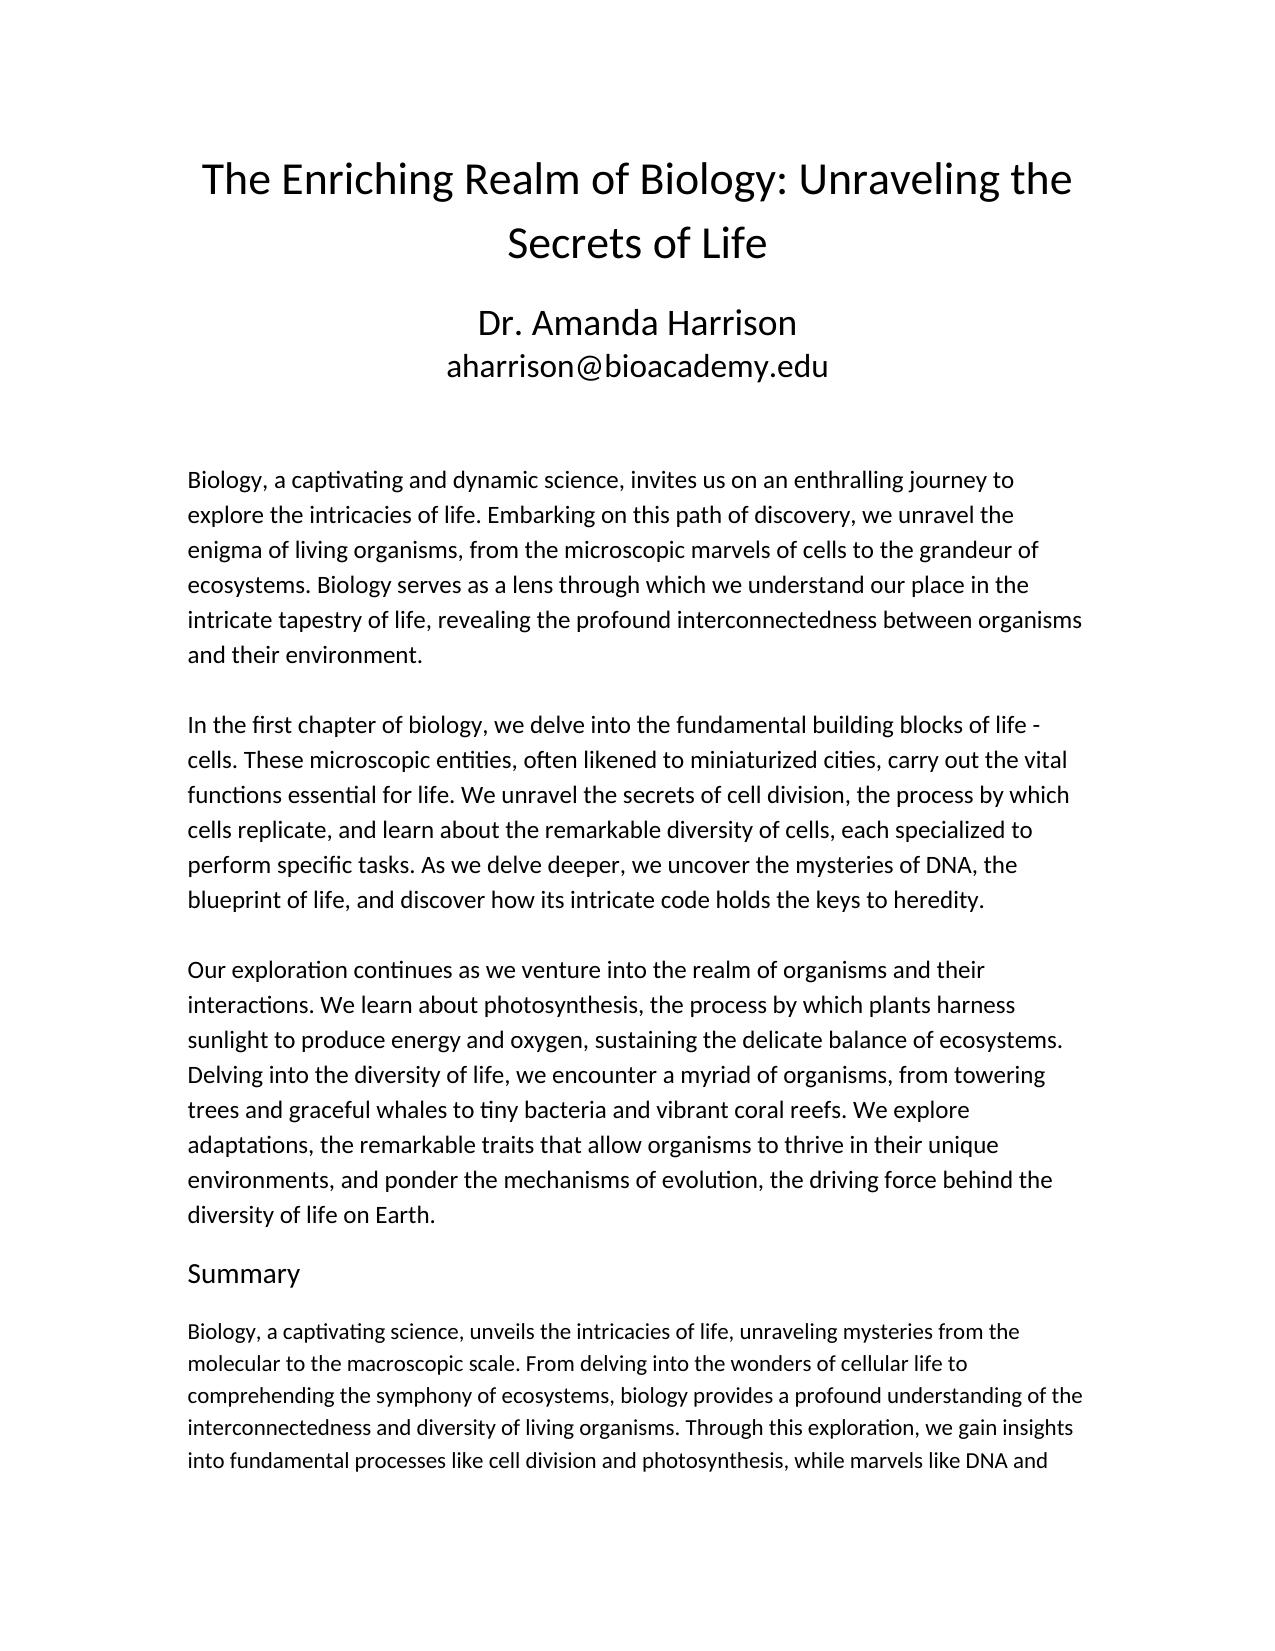 The Enriching Realm of Biology: Unraveling the
Secrets of Life
Dr. Amanda Harrison
aharrison@bioacademy.edu
Biology, a captivating and dynamic science, invites us on an enthralling journey to
explore the intricacies of life. Embarking on this path of discovery, we unravel the
enigma of living organisms, from the microscopic marvels of cells to the grandeur of
ecosystems. Biology serves as a lens through which we understand our place in the
intricate tapestry of life, revealing the profound interconnectedness between organisms
and their environment.
In the first chapter of biology, we delve into the fundamental building blocks of life -
cells. These microscopic entities, often likened to miniaturized cities, carry out the vital
functions essential for life. We unravel the secrets of cell division, the process by which
cells replicate, and learn about the remarkable diversity of cells, each specialized to
perform specific tasks. As we delve deeper, we uncover the mysteries of DNA, the
blueprint of life, and discover how its intricate code holds the keys to heredity.
Our exploration continues as we venture into the realm of organisms and their
interactions. We learn about photosynthesis, the process by which plants harness
sunlight to produce energy and oxygen, sustaining the delicate balance of ecosystems.
Delving into the diversity of life, we encounter a myriad of organisms, from towering
trees and graceful whales to tiny bacteria and vibrant coral reefs. We explore
adaptations, the remarkable traits that allow organisms to thrive in their unique
environments, and ponder the mechanisms of evolution, the driving force behind the
diversity of life on Earth.
Summary
Biology, a captivating science, unveils the intricacies of life, unraveling mysteries from the
molecular to the macroscopic scale. From delving into the wonders of cellular life to
comprehending the symphony of ecosystems, biology provides a profound understanding of the
interconnectedness and diversity of living organisms. Through this exploration, we gain insights
into fundamental processes like cell division and photosynthesis, while marvels like DNA and